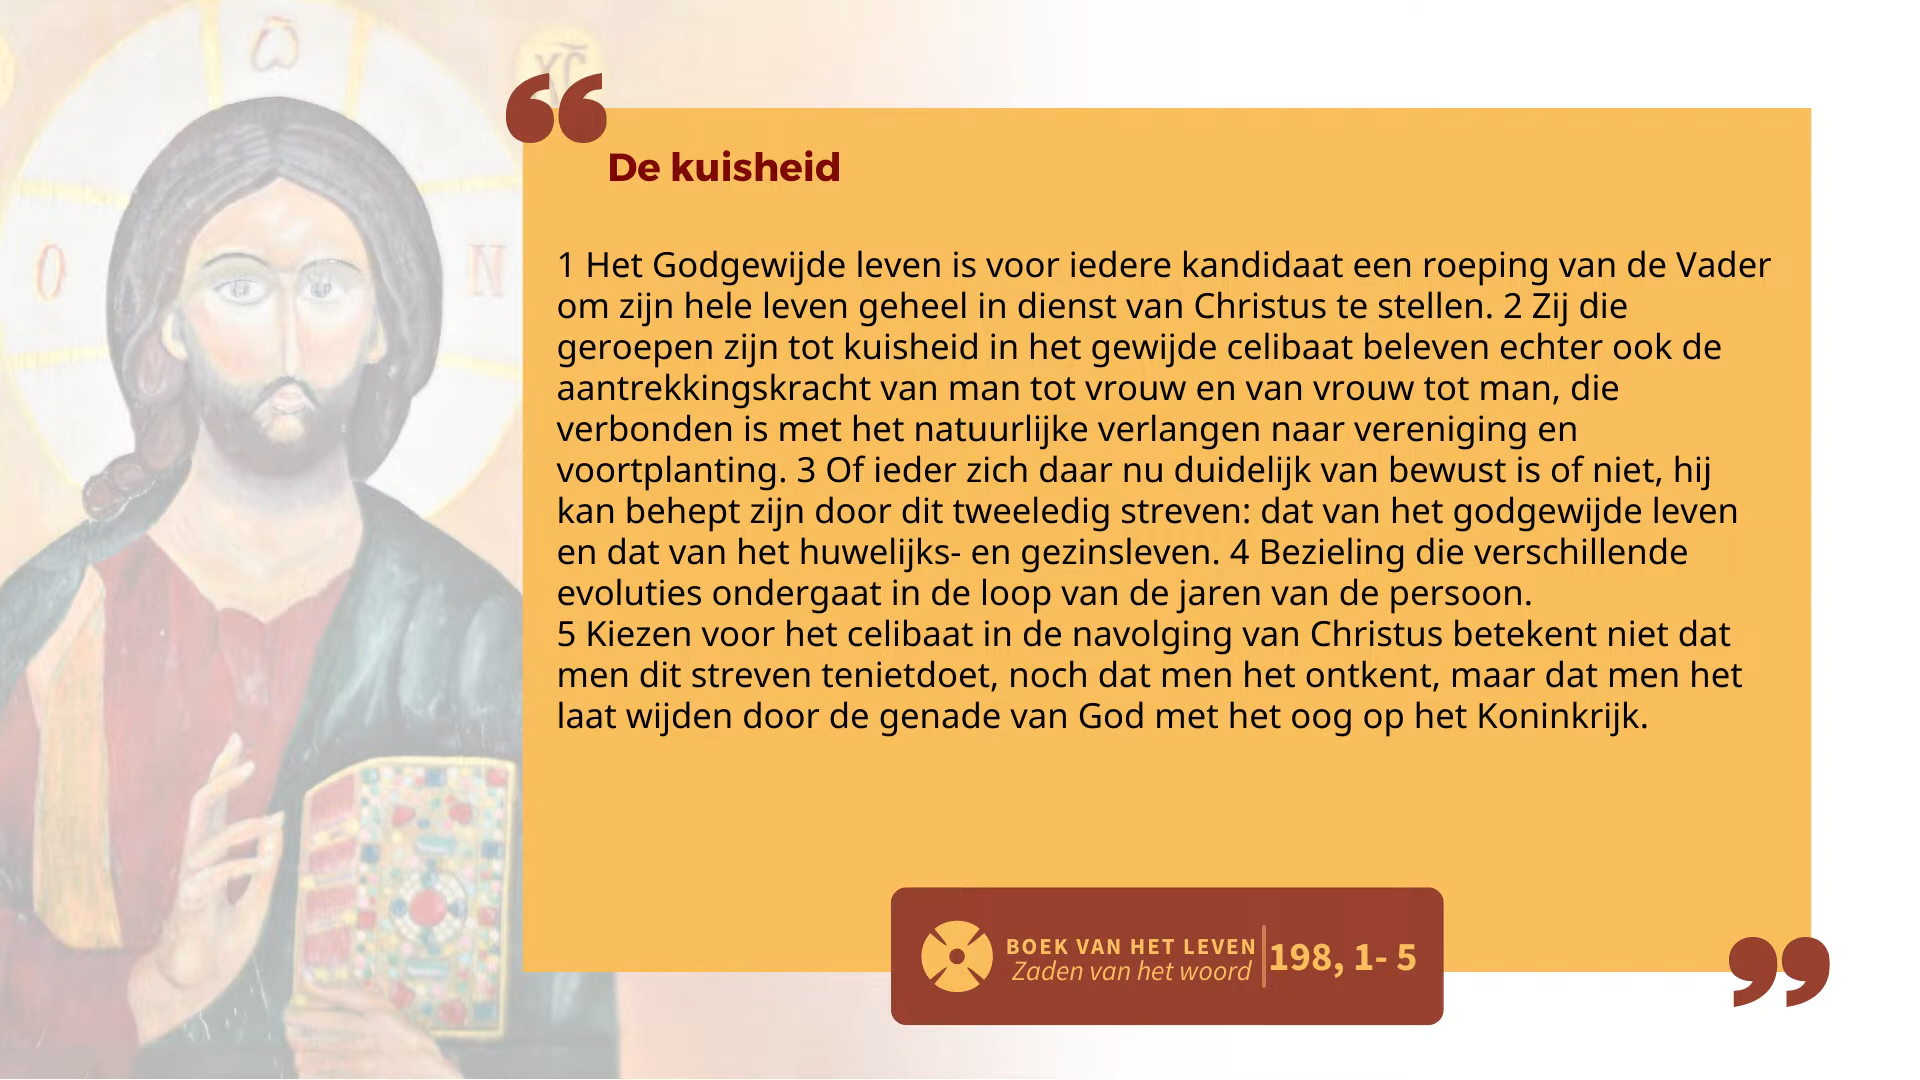 Ѿ
Ο
Ν
ΧC
De kuisheid
1 Het Godgewijde leven is voor iedere kandidaat een roeping van de Vader
om zijn hele leven geheel in dienst van Christus te stellen. 2 Zij die
geroepen zijn tot kuisheid in het gewijde celibaat beleven echter ook de
aantrekkingskracht van man tot vrouw en van vrouw tot man, die
verbonden is met het natuurlijke verlangen naar vereniging en
voortplanting. 3 Of ieder zich daar nu duidelijk van bewust is of niet, hij
kan behept zijn door dit tweeledig streven: dat van het godgewijde leven
en dat van het huwelijks- en gezinsleven. 4 Bezieling die verschillende
evoluties ondergaat in de loop van de jaren van de persoon.
5 Kiezen voor het celibaat in de navolging van Christus betekent niet dat
men dit streven tenietdoet, noch dat men het ontkent, maar dat men het
laat wijden door de genade van God met het oog op het Koninkrijk.
BOEK VAN HET LEVEN
Zaden van het woord
198, 1- 5